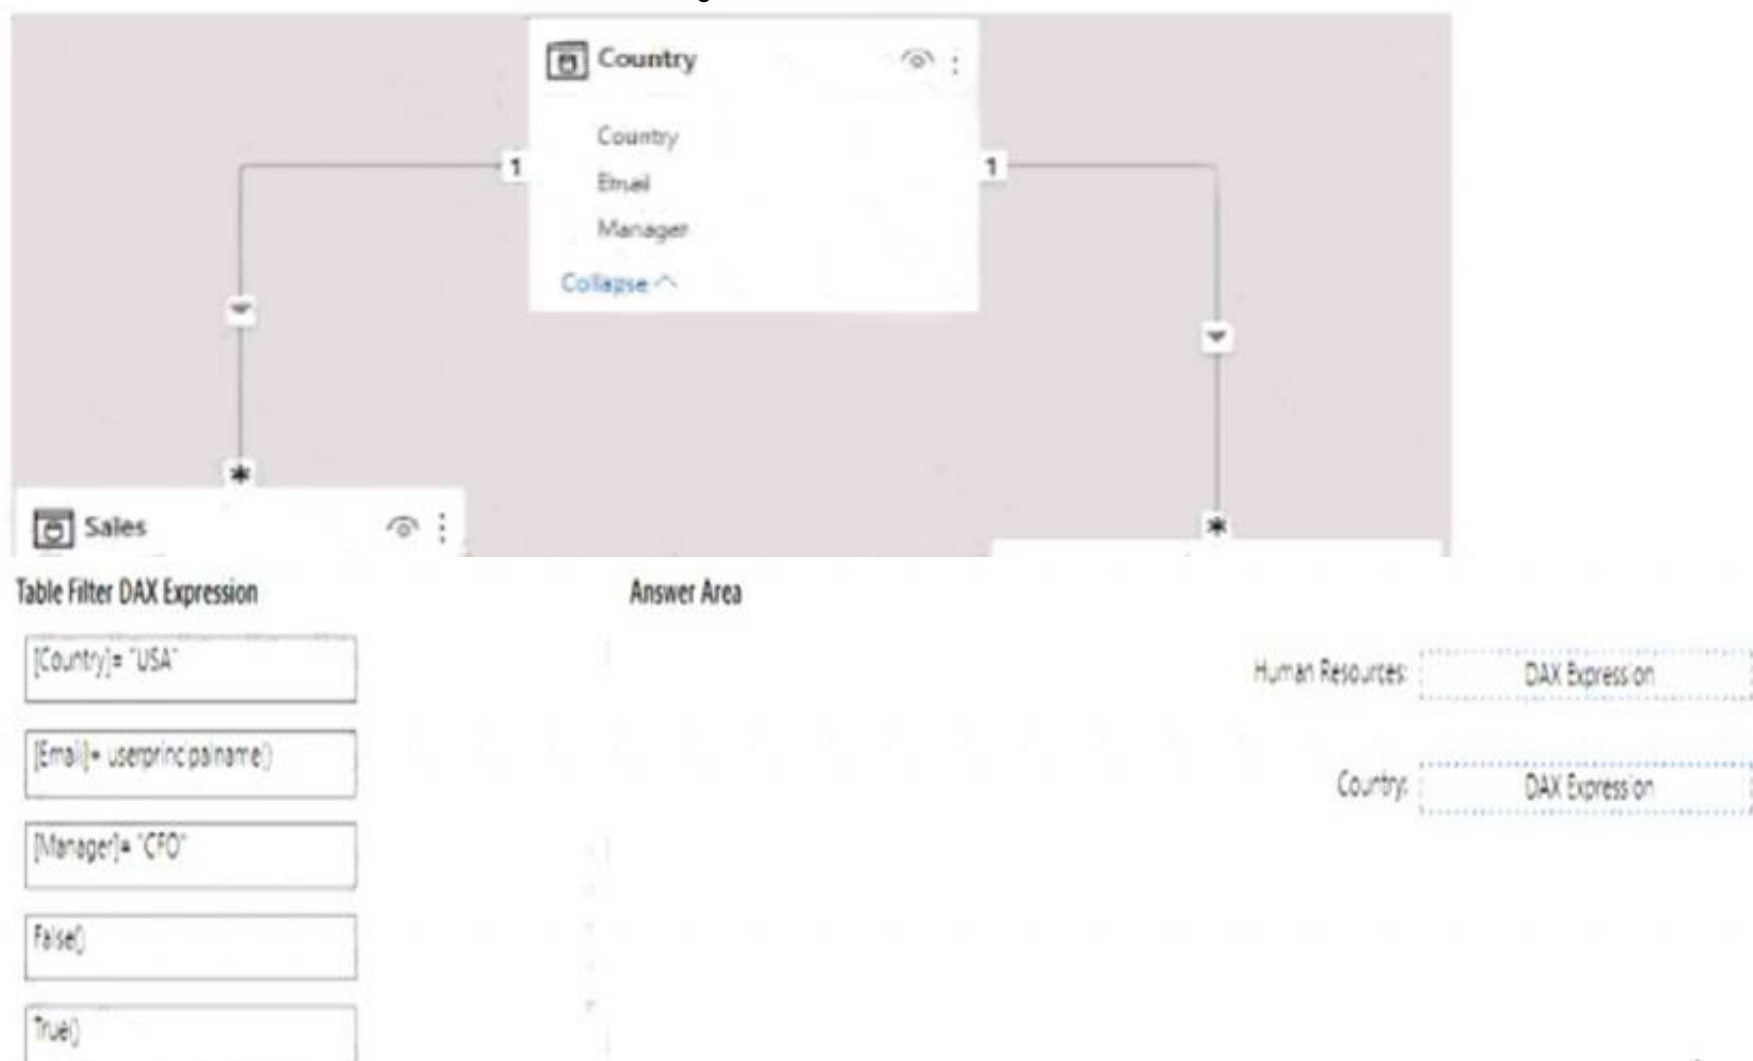 Country
Country
Email
Manager
Collapse
1
1
*
*
Sales
Table Filter DAX Expression
Answer Area
[Country]= "USA"
[Email]= userprincipalname()
[Manager]= "CFO"
False()
True()
Human Resources:
DAX Expression
Country:
DAX Expression